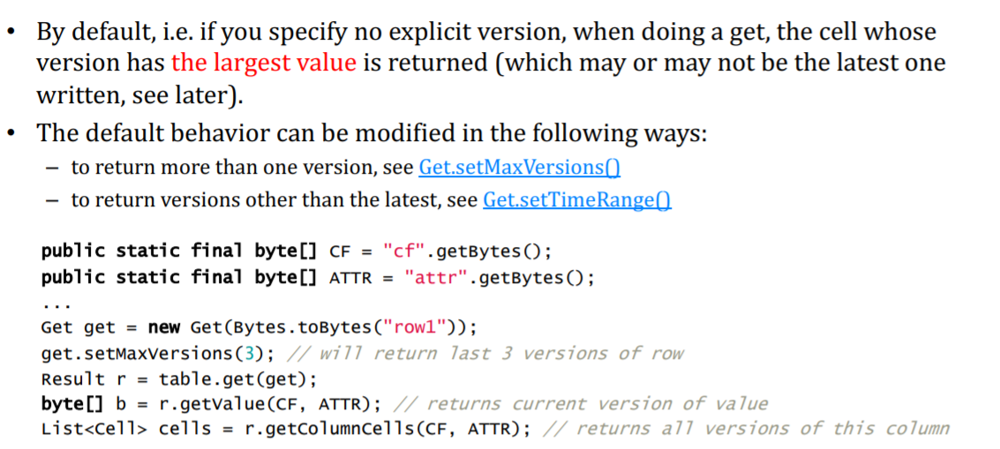 • By default, i.e. if you specify no explicit version, when doing a get, the cell whose
version has the largest value is returned (which may or may not be the latest one
written, see later).
• The default behavior can be modified in the following ways:
– to return more than one version, see Get.setMaxVersions()
– to return versions other than the latest, see Get.setTimeRange()
public static final byte[] CF = "cf".getBytes();
public static final byte[] ATTR = "attr".getBytes();
...
Get get = new Get(Bytes.toBytes("row1"));
get.setMaxVersions(3); // will return last 3 versions of row
Result r = table.get(get);
byte[] b = r.getValue(CF, ATTR); // returns current version of value
List<Cell> cells = r.getColumnCells(CF, ATTR); // returns all versions of this column